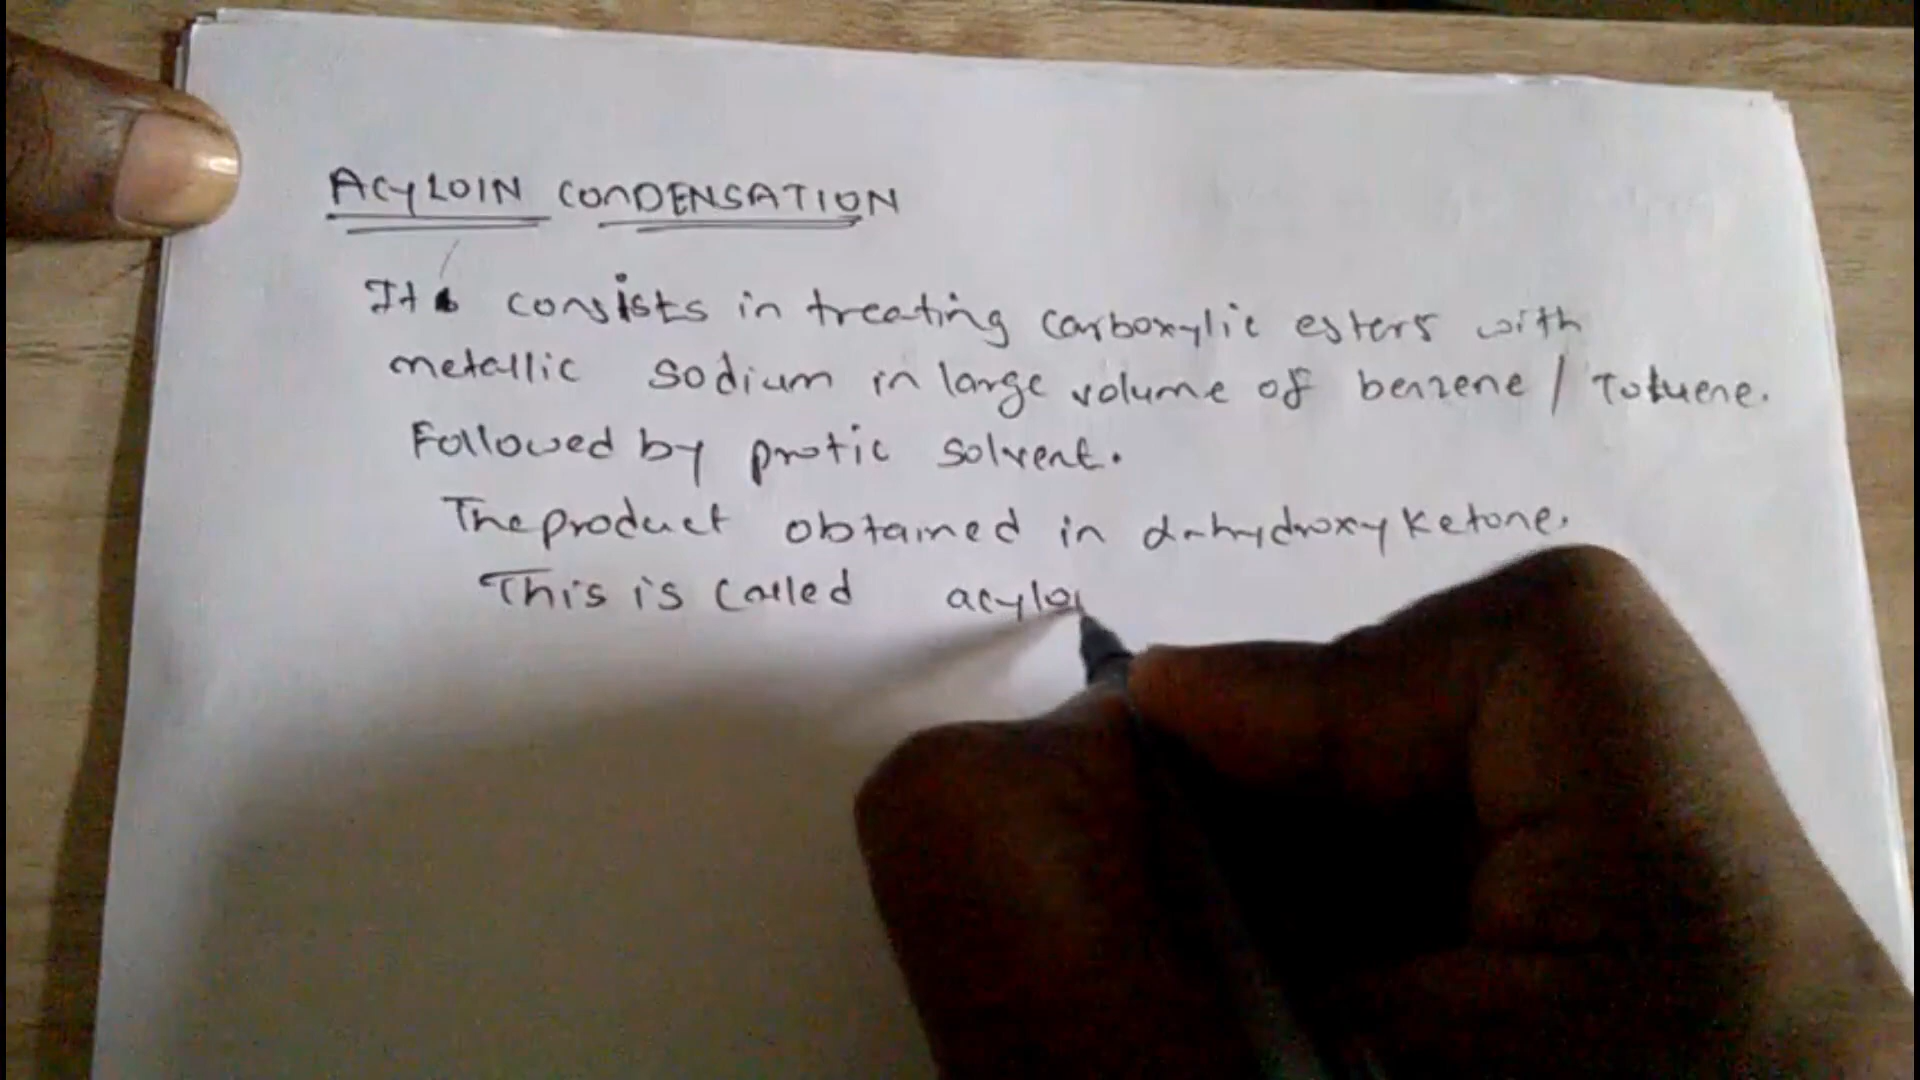 ACYLOIN CONDENSATION
It consists in treating carboxylic esters with
metallic sodium in large volume of benzene / Toluene.
Followed by protic solvent.
The product obtained in α-hydroxy ketone.
This is called acyloi